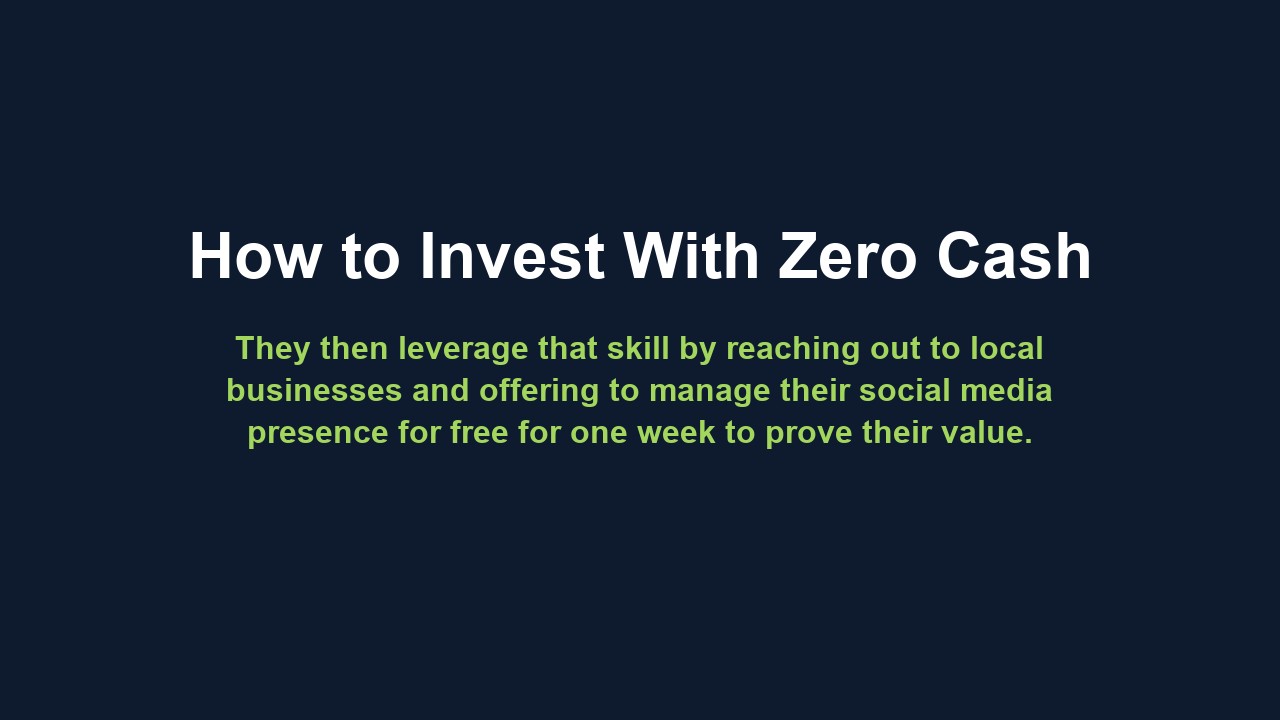 How to Invest With Zero Cash
They then leverage that skill by reaching out to local
businesses and offering to manage their social media
presence for free for one week to prove their value.